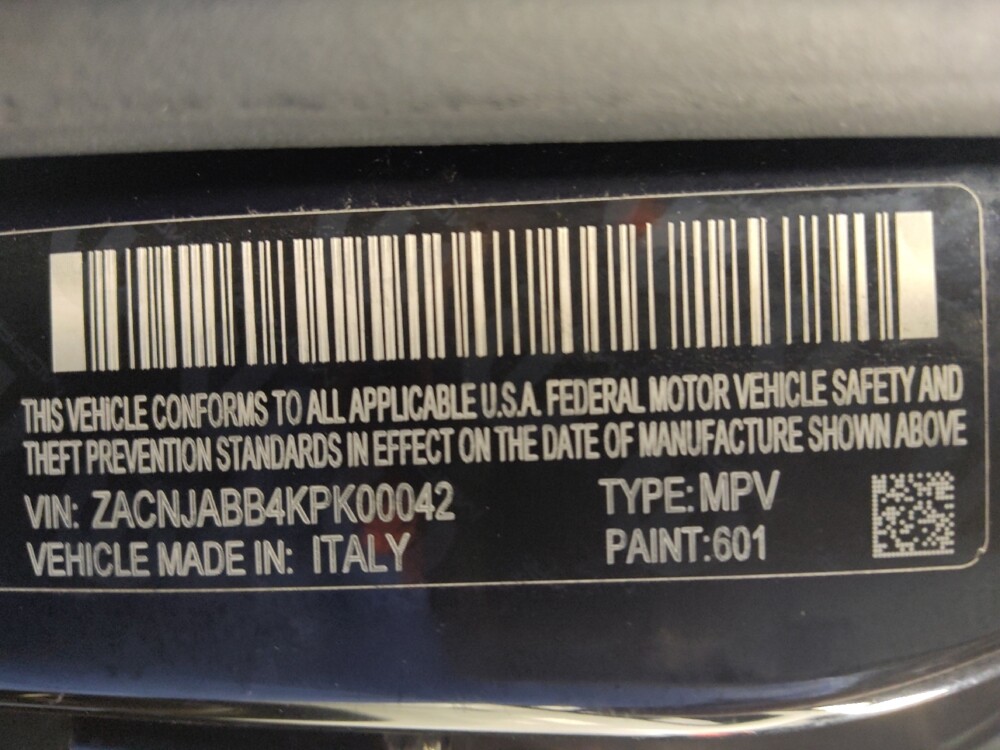 THIS VEHICLE CONFORMS TO ALL APPLICABLE U.S.A. FEDERAL MOTOR VEHICLE SAFETY AND
THEFT PREVENTION STANDARDS IN EFFECT ON THE DATE OF MANUFACTURE SHOWN ABOVE
VIN: ZACNJABB4KPK00042 TYPE: MPV
VEHICLE MADE IN: ITALY PAINT:601